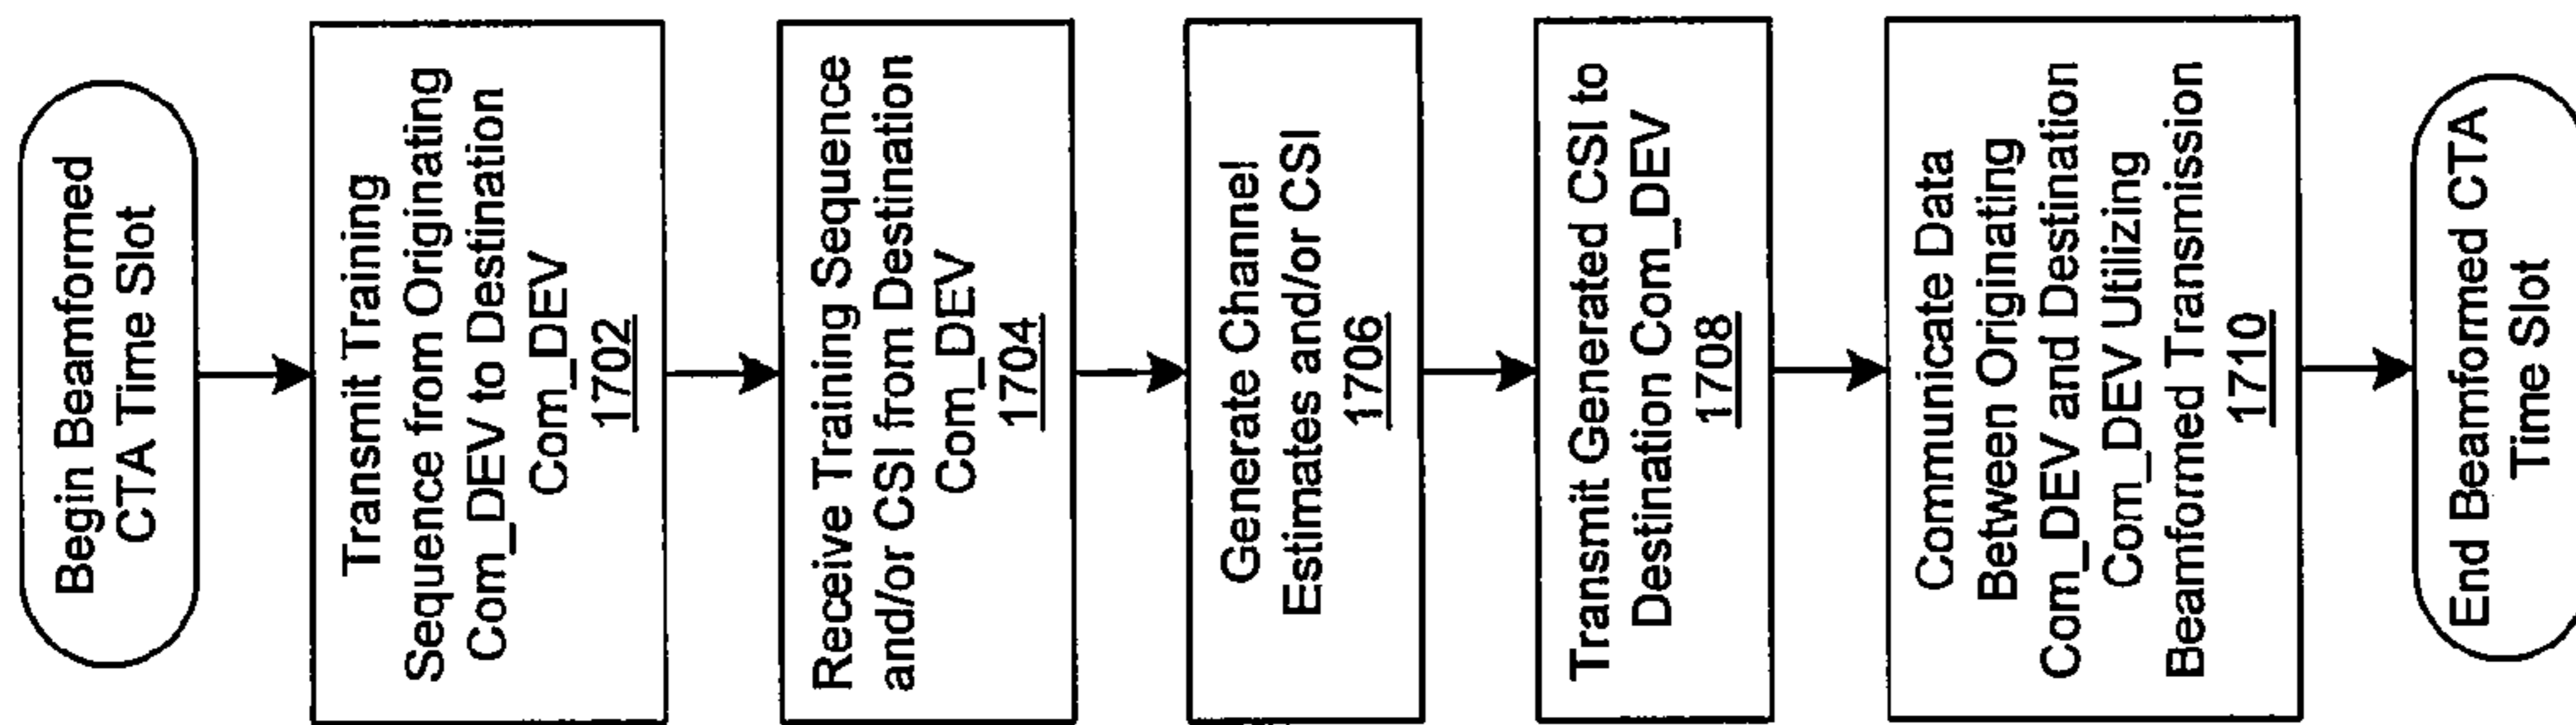 Begin Beamformed
CTA Time Slot
Transmit Training
Sequence from Originating
Com_DEV to Destination
Com_DEV
1702
Receive Training Sequence
and/or CSI from Destination
Com_DEV
1704
Generate Channel
Estimates and/or CSI
1706
Transmit Generated CSI to
Destination Com_DEV
1708
Communicate Data
Between Originating
Com_DEV and Destination
Com_DEV Utilizing
Beamformed Transmission
1710
End Beamformed CTA
Time Slot